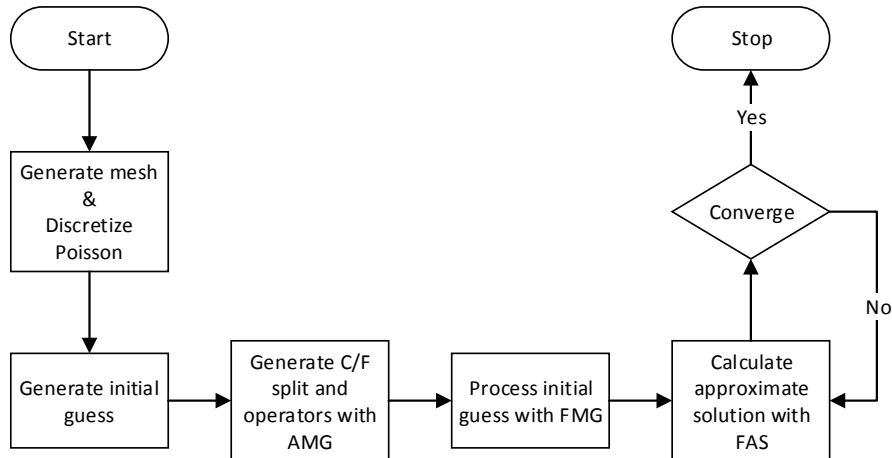 Start
Generate mesh
&
Discretize
Poisson
Generate initial
guess
Generate C/F
split and
operators with
AMG
Process initial
guess with FMG
Calculate
approximate
solution with
FAS
Converge
Yes
No
Stop